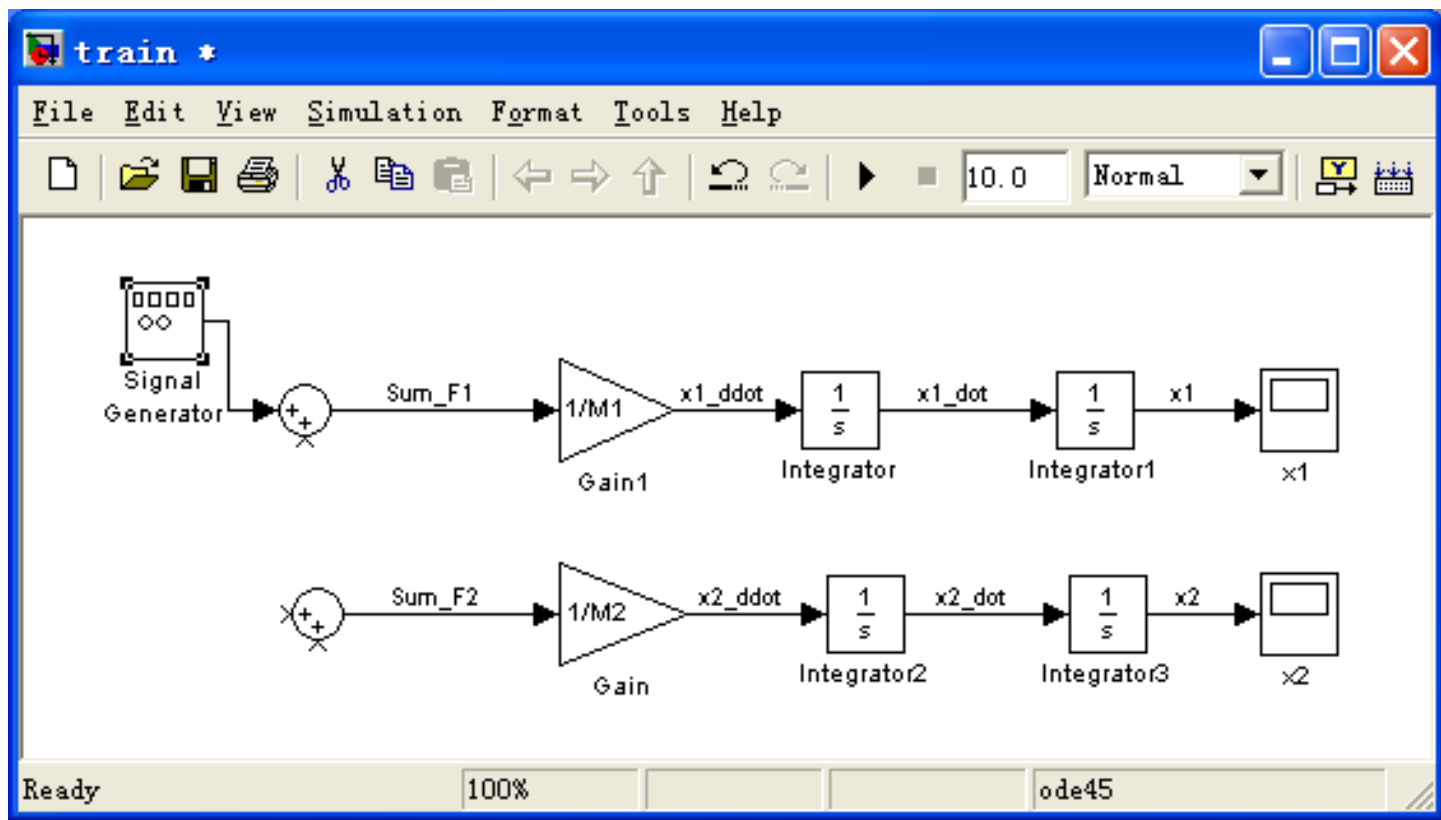 train *
File Edit View Simulation Format Tools Help
10.0 Normal Y
Signal
Generator
+
+
Sum_F1
1/M1
Gain1
x1_ddot
1
s
Integrator
x1_dot
1
s
Integrator1
x1
x1
+
+
Sum_F2
1/M2
Gain
x2_ddot
1
s
Integrator2
x2_dot
1
s
Integrator3
x2
x2
Ready 100% ode45